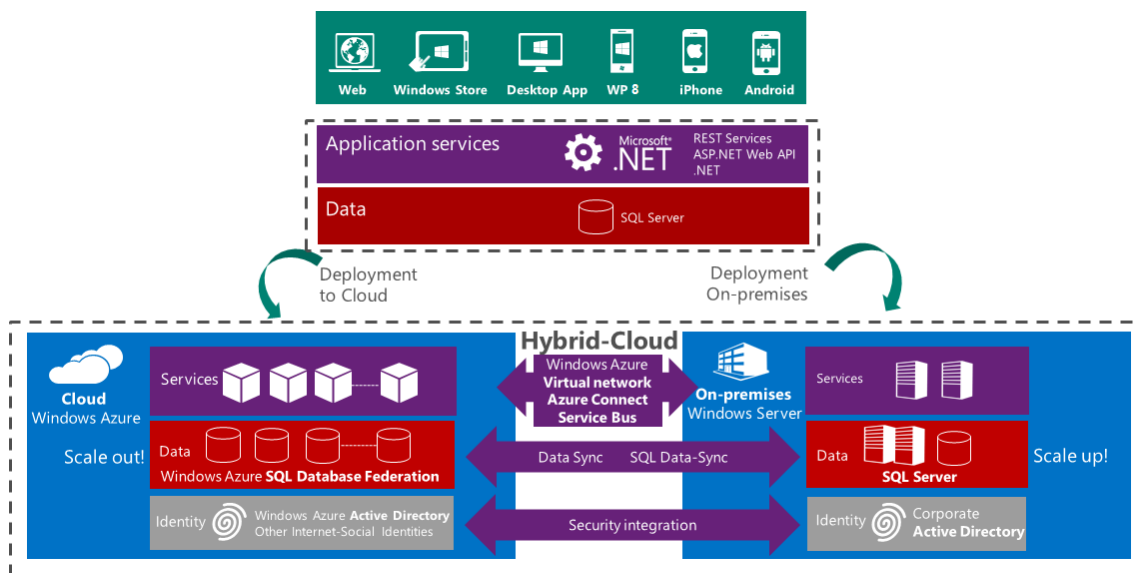 Web
Windows Store
Desktop App
WP 8
iPhone
Android
Application services
Microsoft®
.NET
REST Services
ASP.NET Web API
.NET
Data
SQL Server
Deployment
to Cloud
Deployment
On-premises
Hybrid-Cloud
Cloud
Windows Azure
Scale out!
Services
Data
Windows Azure SQL Database Federation
Identity
Windows Azure Active Directory
Other Internet-Social Identities
Windows Azure
Virtual network
Azure Connect
Service Bus
Data Sync SQL Data-Sync
Security integration
On-premises
Windows Server
Services
Data
SQL Server
Scale up!
Identity
Corporate
Active Directory